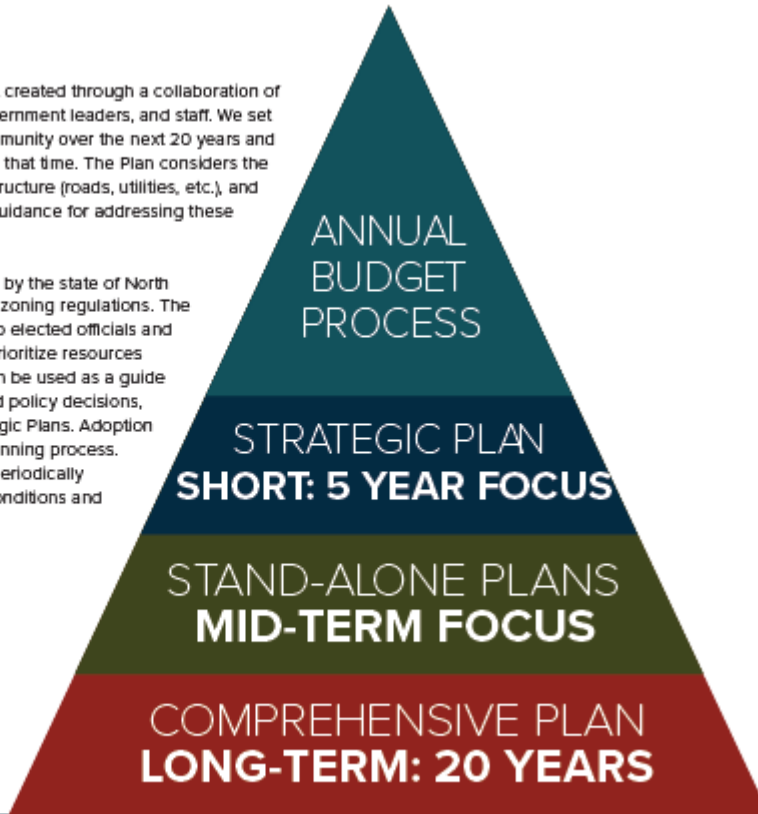 created through a collaboration of
ernment leaders, and staff. We set
munity over the next 20 years and
that time. The Plan considers the
ructure (roads, utilities, etc.), and
uidance for addressing these
by the state of North
zoning regulations. The
o elected officials and
rioritize resources
n be used as a guide
d policy decisions,
gic Plans. Adoption
nning process.
eriodically
onditions and
ANNUAL
BUDGET
PROCESS
STRATEGIC PLAN
SHORT: 5 YEAR FOCUS
STAND-ALONE PLANS
MID-TERM FOCUS
COMPREHENSIVE PLAN
LONG-TERM: 20 YEARS